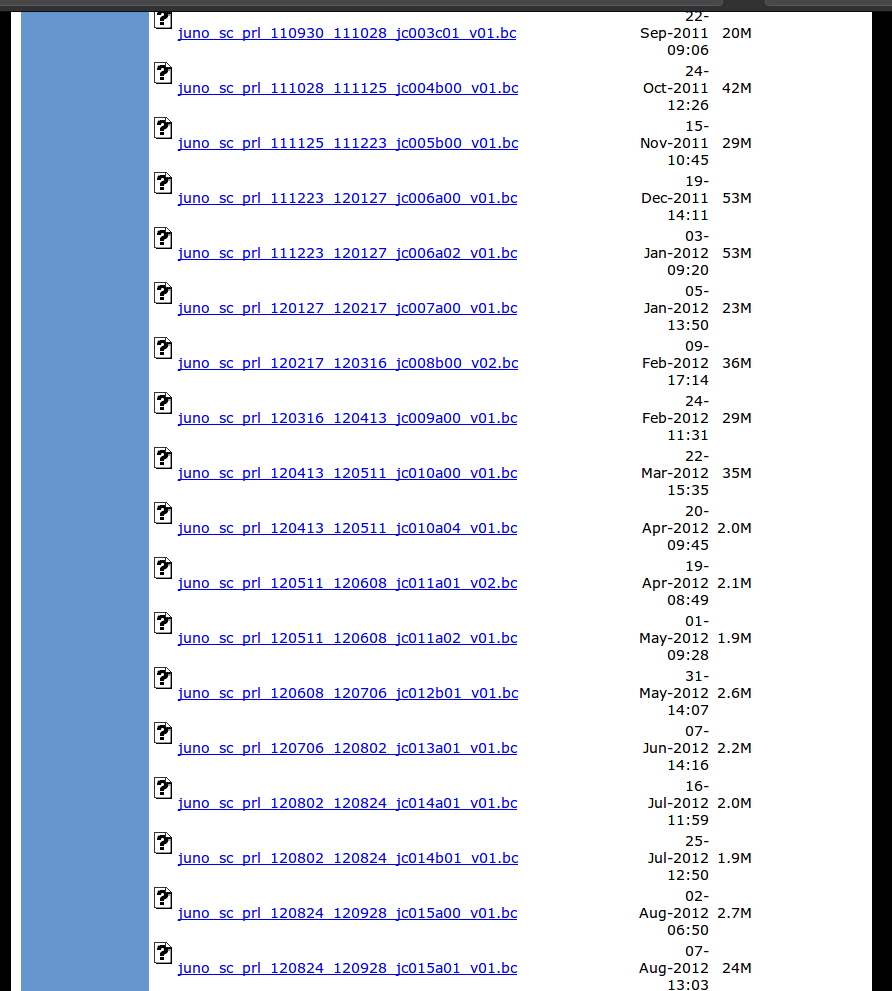 22-
juno_sc_prl_110930_111028_jc003c01_v01.bc Sep-2011 20M
09:06
24-
juno_sc_prl_111028_111125_jc004b00_v01.bc Oct-2011 42M
12:26
15-
juno_sc_prl_111125_111223_jc005b00_v01.bc Nov-2011 29M
10:45
19-
juno_sc_prl_111223_120127_jc006a00_v01.bc Dec-2011 53M
14:11
03-
juno_sc_prl_111223_120127_jc006a02_v01.bc Jan-2012 53M
09:20
05-
juno_sc_prl_120127_120217_jc007a00_v01.bc Jan-2012 23M
13:50
09-
juno_sc_prl_120217_120316_jc008b00_v02.bc Feb-2012 36M
17:14
24-
juno_sc_prl_120316_120413_jc009a00_v01.bc Feb-2012 29M
11:31
22-
juno_sc_prl_120413_120511_jc010a00_v01.bc Mar-2012 35M
15:35
20-
juno_sc_prl_120413_120511_jc010a04_v01.bc Apr-2012 2.0M
09:45
19-
juno_sc_prl_120511_120608_jc011a01_v02.bc Apr-2012 2.1M
08:49
01-
juno_sc_prl_120511_120608_jc011a02_v01.bc May-2012 1.9M
09:28
31-
juno_sc_prl_120608_120706_jc012b01_v01.bc May-2012 2.6M
14:07
07-
juno_sc_prl_120706_120802_jc013a01_v01.bc Jun-2012 2.2M
14:16
16-
juno_sc_prl_120802_120824_jc014a01_v01.bc Jul-2012 2.0M
11:59
25-
juno_sc_prl_120802_120824_jc014b01_v01.bc Jul-2012 1.9M
12:50
02-
juno_sc_prl_120824_120928_jc015a00_v01.bc Aug-2012 2.7M
06:50
07-
juno_sc_prl_120824_120928_jc015a01_v01.bc Aug-2012 24M
13:03